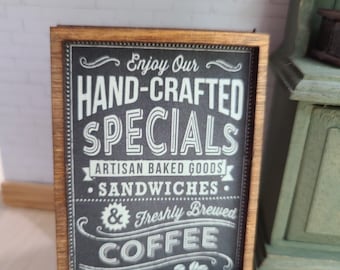 Enjoy Our
HAND-CRAFTED
SPECIALS
ARTISAN BAKED GOODS
SANDWICHES
& Freshly Brewed
COFFEE
&